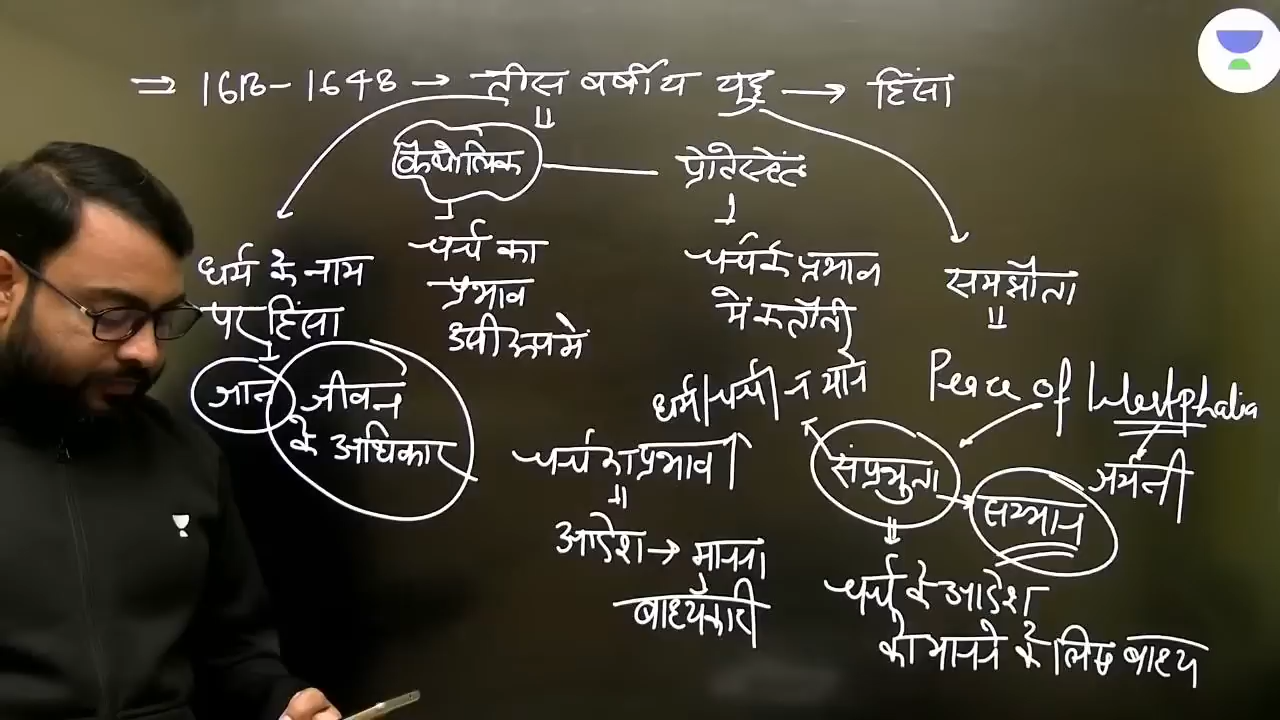 ⇒ 1618-1648 → तीस वर्षीय युद्ध → हिंसा
कैथोलिक — प्रोटेस्टेंट
धर्म के नाम
पर हिंसा
जान
जीवन
के अधिकार
चर्च का
प्रभाव
उसी रूप में
चर्च के प्रभाव
में कटौती
समझौता
Peace of Westphalia
जर्मनी
धर्म/चर्च/न माने
चर्च का प्रभाव
आदेश → मानना
बाध्यकारी
संप्रभुता
सम्मान
चर्च के आदेश
को मानने के लिए बाध्य